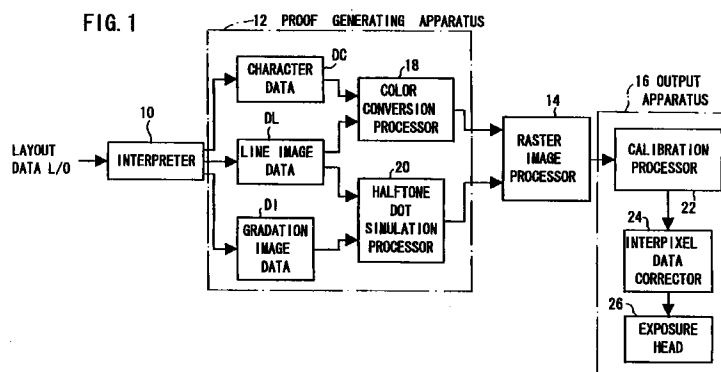 FIG. 1
12 PROOF GENERATING APPARATUS
DC
CHARACTER
DATA
18
COLOR
CONVERSION
PROCESSOR
16 OUTPUT
APPARATUS
10
INTERPRETER
LAYOUT
DATA L/O
DL
LINE IMAGE
DATA
14
RASTER
IMAGE
PROCESSOR
CALIBRATION
PROCESSOR
22
20
HALFTONE
DOT
SIMULATION
PROCESSOR
DI
GRADATION
IMAGE
DATA
24
INTERPIXEL
DATA
CORRECTOR
26
EXPOSURE
HEAD